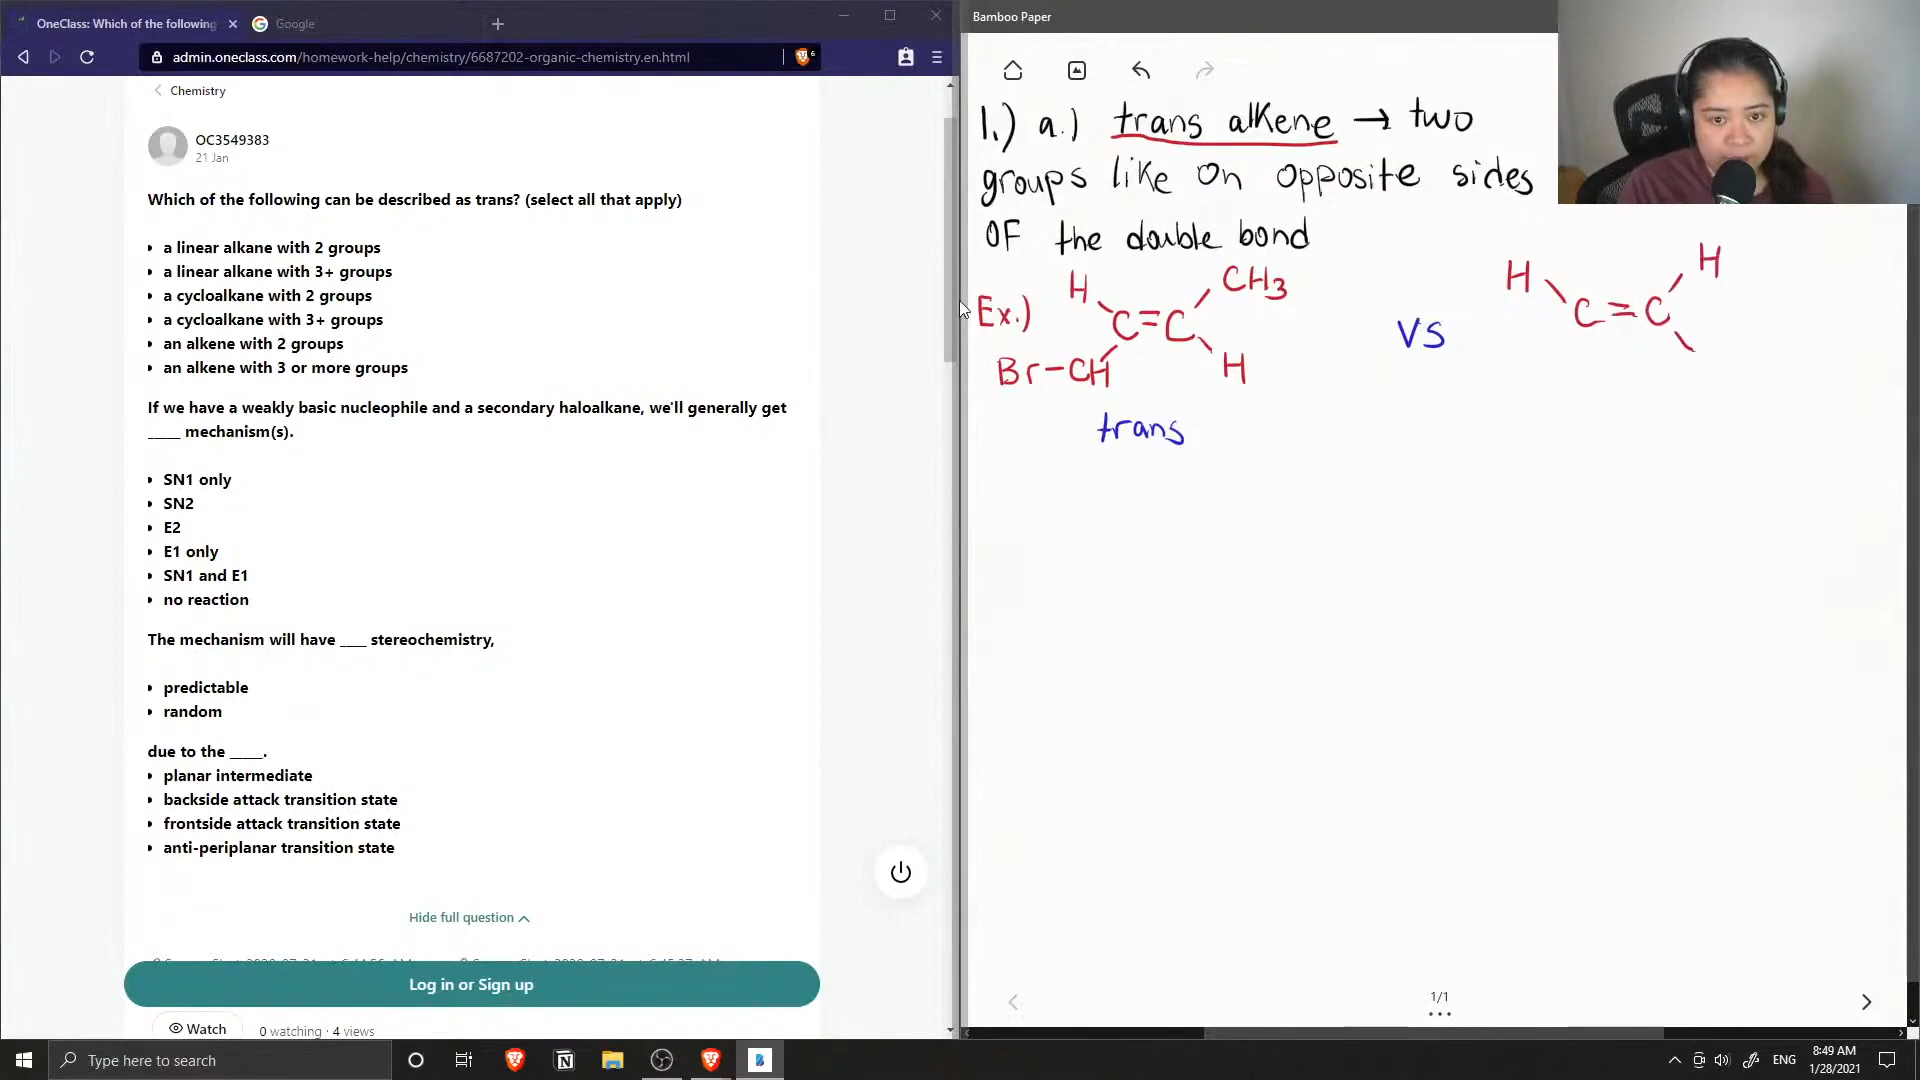 OneClass: Which of the following
Google
admin.oneclass.com/homework-help/chemistry/6687202-organic-chemistry.en.html
6
Chemistry
OC3549383
21 Jan
Which of the following can be described as trans? (select all that apply)
• a linear alkane with 2 groups
• a linear alkane with 3+ groups
• a cycloalkane with 2 groups
• a cycloalkane with 3+ groups
• an alkene with 2 groups
• an alkene with 3 or more groups
If we have a weakly basic nucleophile and a secondary haloalkane, we'll generally get
_____ mechanism(s).
• SN1 only
• SN2
• E2
• E1 only
• SN1 and E1
• no reaction
The mechanism will have ____ stereochemistry,
• predictable
• random
due to the _____.
• planar intermediate
• backside attack transition state
• frontside attack transition state
• anti-periplanar transition state
Hide full question
Log in or Sign up
Watch
0 watching · 4 views
Bamboo Paper
1.) a.) trans alkene → two
groups like on opposite sides
of the double bond
Ex.)
H CH3
C=C
Br-CH H
trans
VS
H H
C=C
1/1
Type here to search
ENG
8:49 AM
1/28/2021